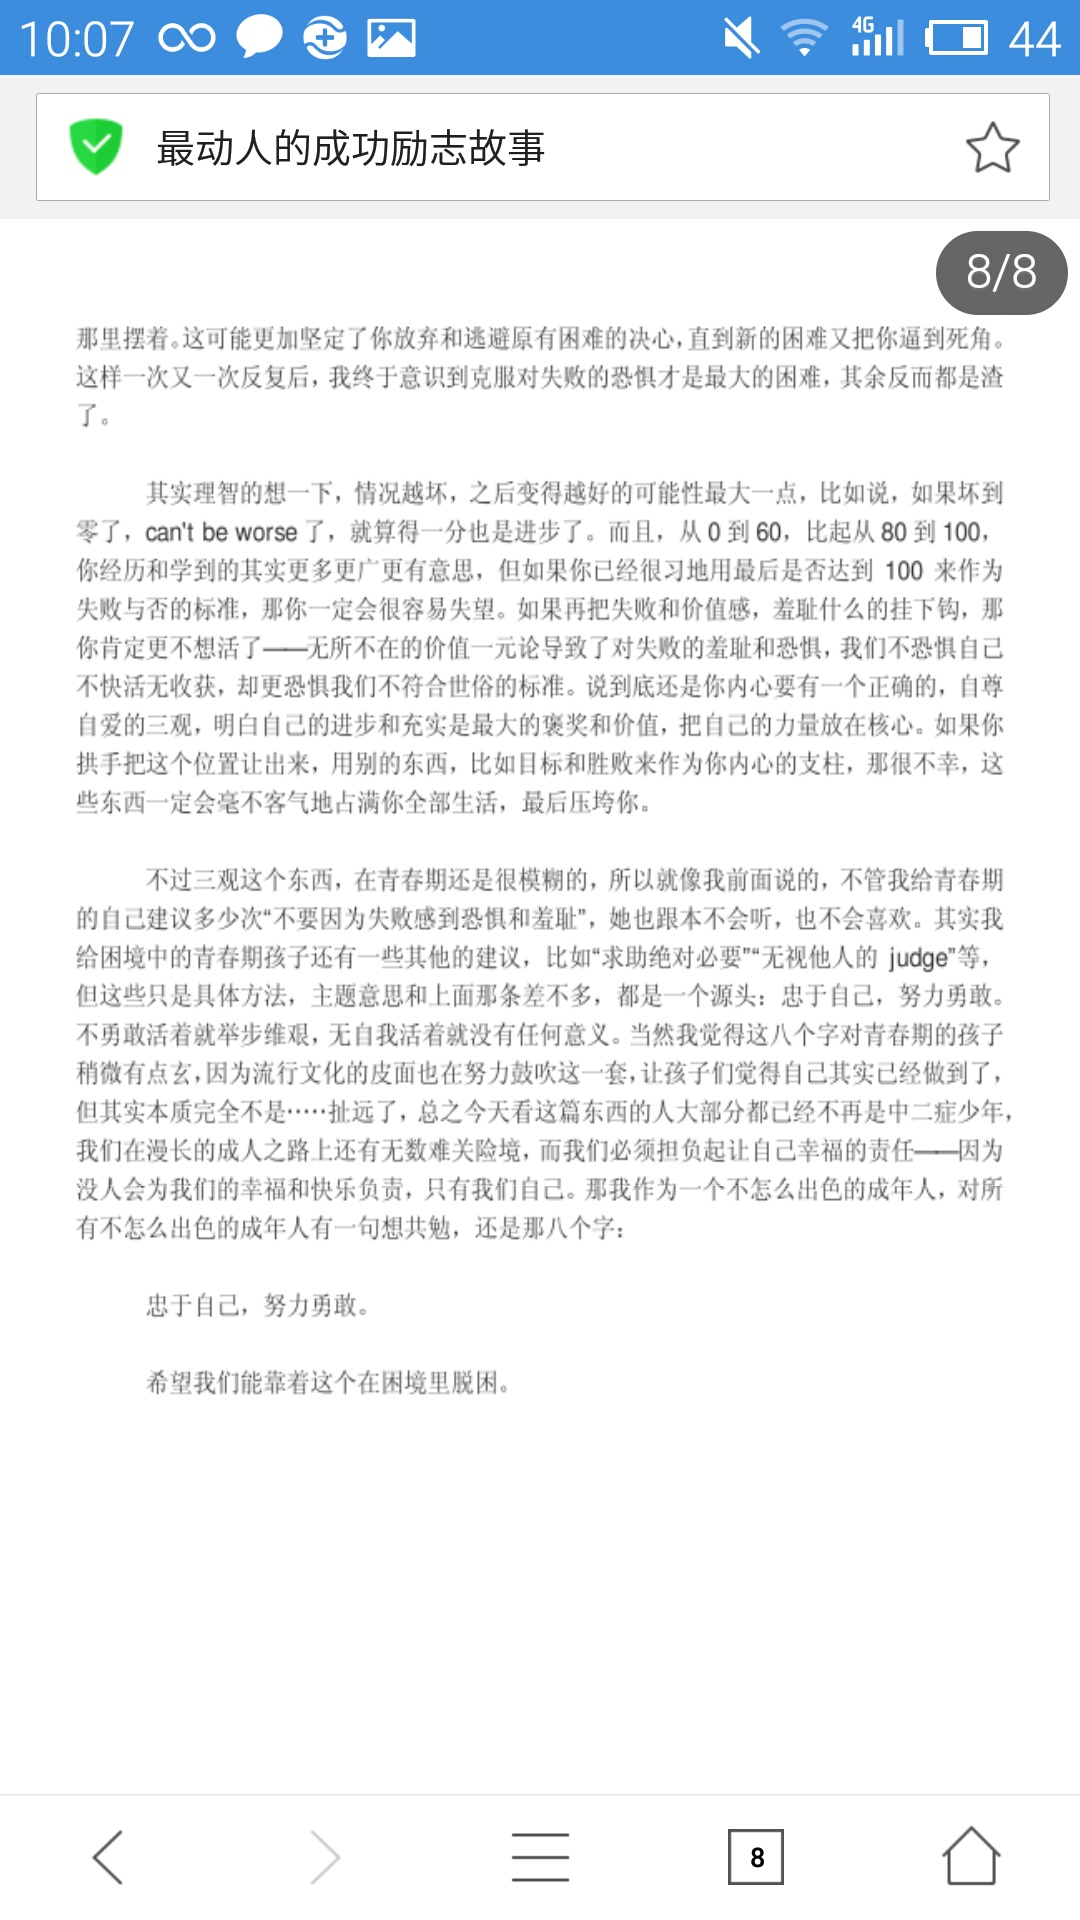 10:07
4G
44
最动人的成功励志故事
8/8
那里摆着。这可能更加坚定了你放弃和逃避原有困难的决心，直到新的困难又把你逼到死角。
这样一次又一次反复后，我终于意识到克服对失败的恐惧才是最大的困难，其余反而都是渣
了。
其实理智的想一下，情况越坏，之后变得越好的可能性最大一点，比如说，如果坏到
零了，can't be worse 了，就算得一分也是进步了。而且，从 0 到 60，比起从 80 到 100，
你经历和学到的其实更多更广更有意思，但如果你已经很习地用最后是否达到 100 来作为
失败与否的标准，那你一定会很容易失望。如果再把失败和价值感，羞耻什么的挂下钩，那
你肯定更不想活了——无所不在的价值一元论导致了对失败的羞耻和恐惧，我们不恐惧自己
不快活无收获，却更恐惧我们不符合世俗的标准。说到底还是你内心要有一个正确的，自尊
自爱的三观，明白自己的进步和充实是最大的褒奖和价值，把自己的力量放在核心。如果你
拱手把这个位置让出来，用别的东西，比如目标和胜败来作为你内心的支柱，那很不幸，这
些东西一定会毫不客气地占满你全部生活，最后压垮你。
不过三观这个东西，在青春期还是很模糊的，所以就像我前面说的，不管我给青春期
的自己建议多少次“不要因为失败感到恐惧和羞耻”，她也跟本不会听，也不会喜欢。其实我
给困境中的青春期孩子还有一些其他的建议，比如“求助绝对必要”“无视他人的 judge”等，
但这些只是具体方法，主题意思和上面那条差不多，都是一个源头：忠于自己，努力勇敢。
不勇敢活着就举步维艰，无自我活着就没有任何意义。当然我觉得这八个字对青春期的孩子
稍微有点玄，因为流行文化的皮面也在努力鼓吹这一套，让孩子们觉得自己其实已经做到了，
但其实本质完全不是……扯远了，总之今天看这篇东西的人大部分都已经不再是中二症少年，
我们在漫长的成人之路上还有无数难关险境，而我们必须担负起让自己幸福的责任——因为
没人会为我们的幸福和快乐负责，只有我们自己。那我作为一个不怎么出色的成年人，对所
有不怎么出色的成年人有一句想共勉，还是那八个字：
忠于自己，努力勇敢。
希望我们能靠着这个在困境里脱困。
8